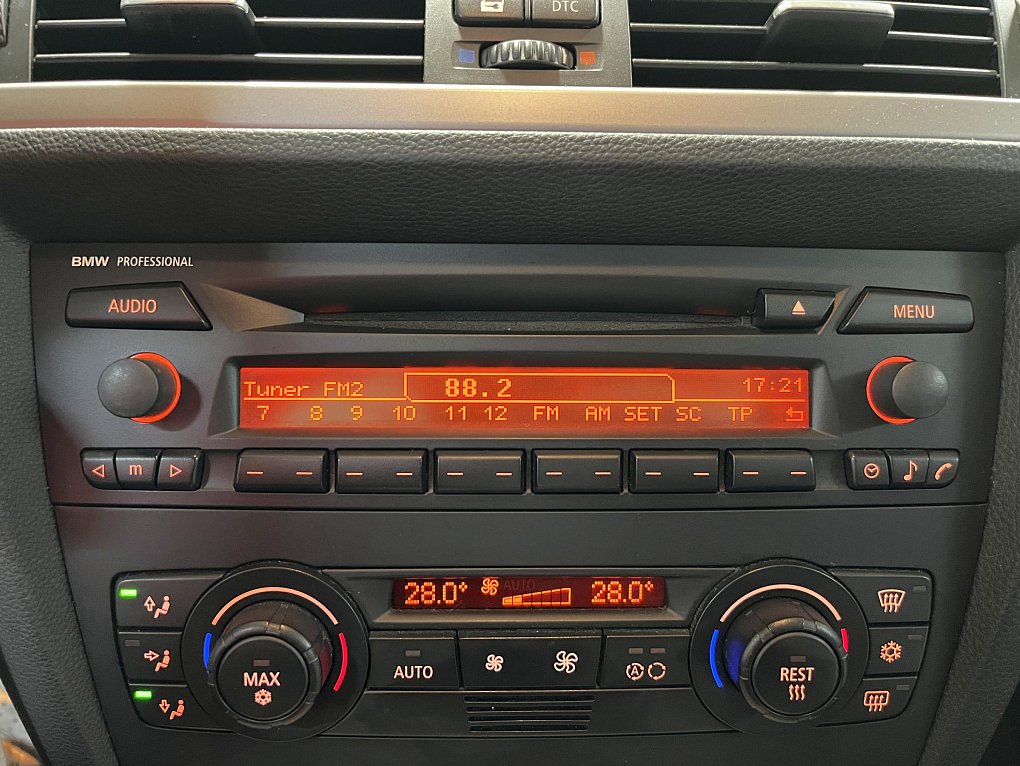 DTC
BMW PROFESSIONAL
AUDIO
MENU
Tuner FM2 88.2 17:21
7 8 9 10 11 12 FM AM SET SC TP
m
28.0° AUTO 28.0°
MAX
AUTO
A
REST